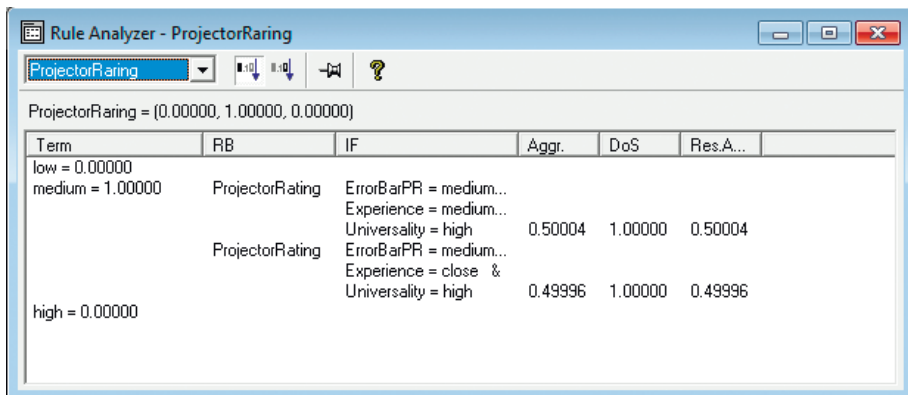 Rule Analyzer - ProjectorRaring
ProjectorRaring
ProjectorRaring = (0.00000, 1.00000, 0.00000)
Term RB IF Aggr. DoS Res.A...
low = 0.00000
medium = 1.00000 ProjectorRating ErrorBarPR = medium...
Experience = medium...
Universality = high 0.50004 1.00000 0.50004
ProjectorRating ErrorBarPR = medium...
Experience = close &
Universality = high 0.49996 1.00000 0.49996
high = 0.00000